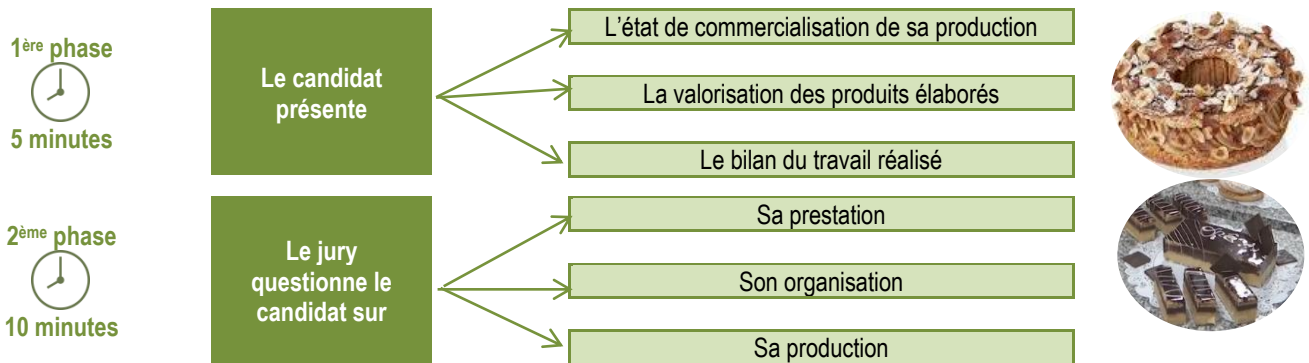 1ère phase
5 minutes
Le candidat
présente
L'état de commercialisation de sa production
La valorisation des produits élaborés
Le bilan du travail réalisé
2ème phase
10 minutes
Le jury
questionne le
candidat sur
Sa prestation
Son organisation
Sa production